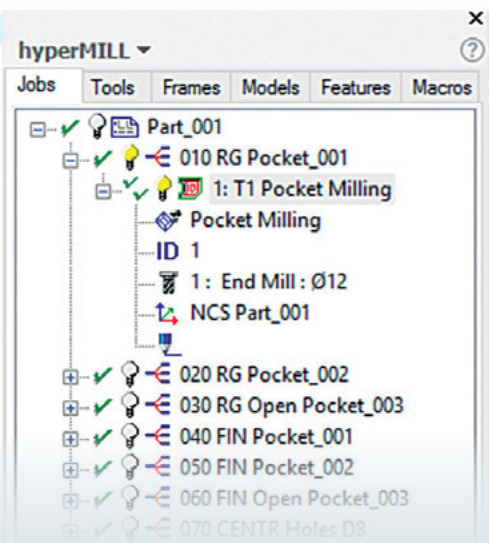 hyperMILL
Jobs Tools Frames Models Features Macros
Part_001
010 RG Pocket_001
1: T1 Pocket Milling
Pocket Milling
ID 1
1 : End Mill : Ø12
NCS Part_001
020 RG Pocket_002
030 RG Open Pocket_003
040 FIN Pocket_001
050 FIN Pocket_002
060 FIN Open Pocket_003
070 CENTR Holes D8